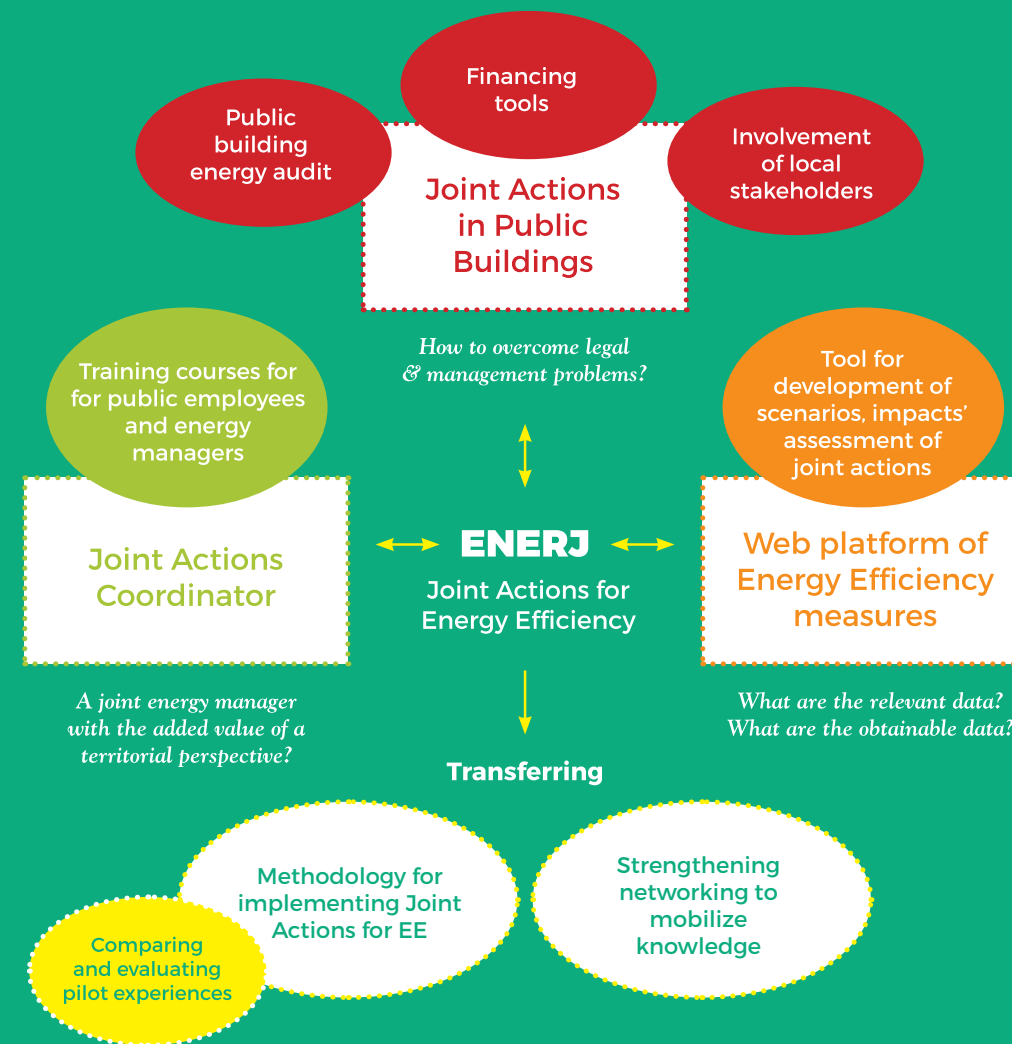 Financing
tools
Public
building
energy audit
Involvement
of local
stakeholders
Joint Actions
in Public
Buildings
How to overcome legal
& management problems?
Training courses for
for public employees
and energy
managers
Tool for
development of
scenarios, impacts’
assessment of
joint actions
Joint Actions
Coordinator
ENERJ
Joint Actions for
Energy Efficiency
Web platform of
Energy Efficiency
measures
A joint energy manager
with the added value of a
territorial perspective?
What are the relevant data?
What are the obtainable data?
Transferring
Methodology for
implementing Joint
Actions for EE
Strengthening
networking to
mobilize
knowledge
Comparing
and evaluating
pilot experiences